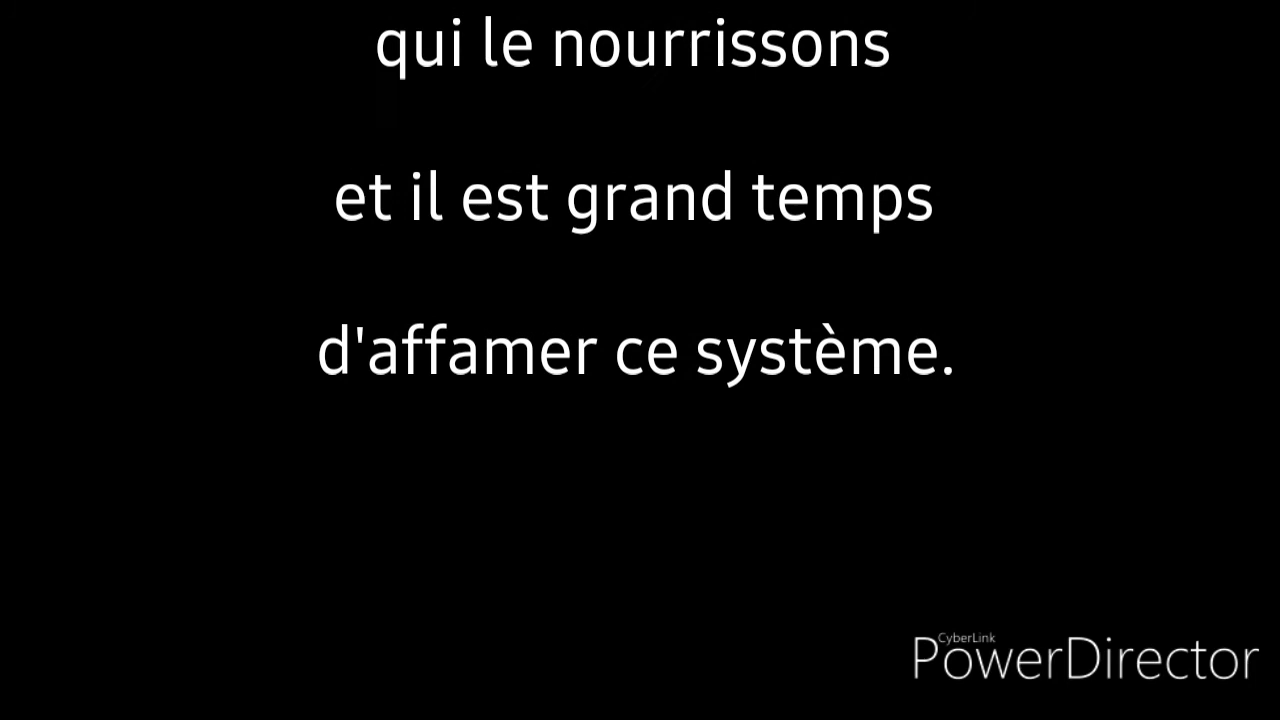 qui le nourrissons
et il est grand temps
d'affamer ce système.
CyberLink
PowerDirector